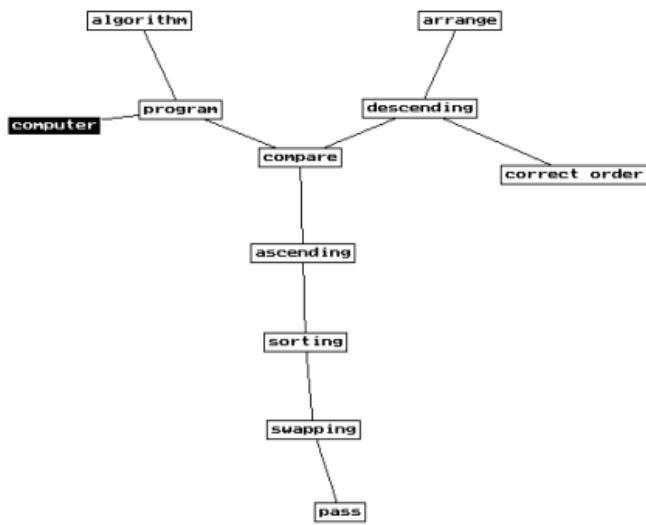 algorithm
arrange
program
descending
computer
compare
correct order
ascending
sorting
swapping
pass